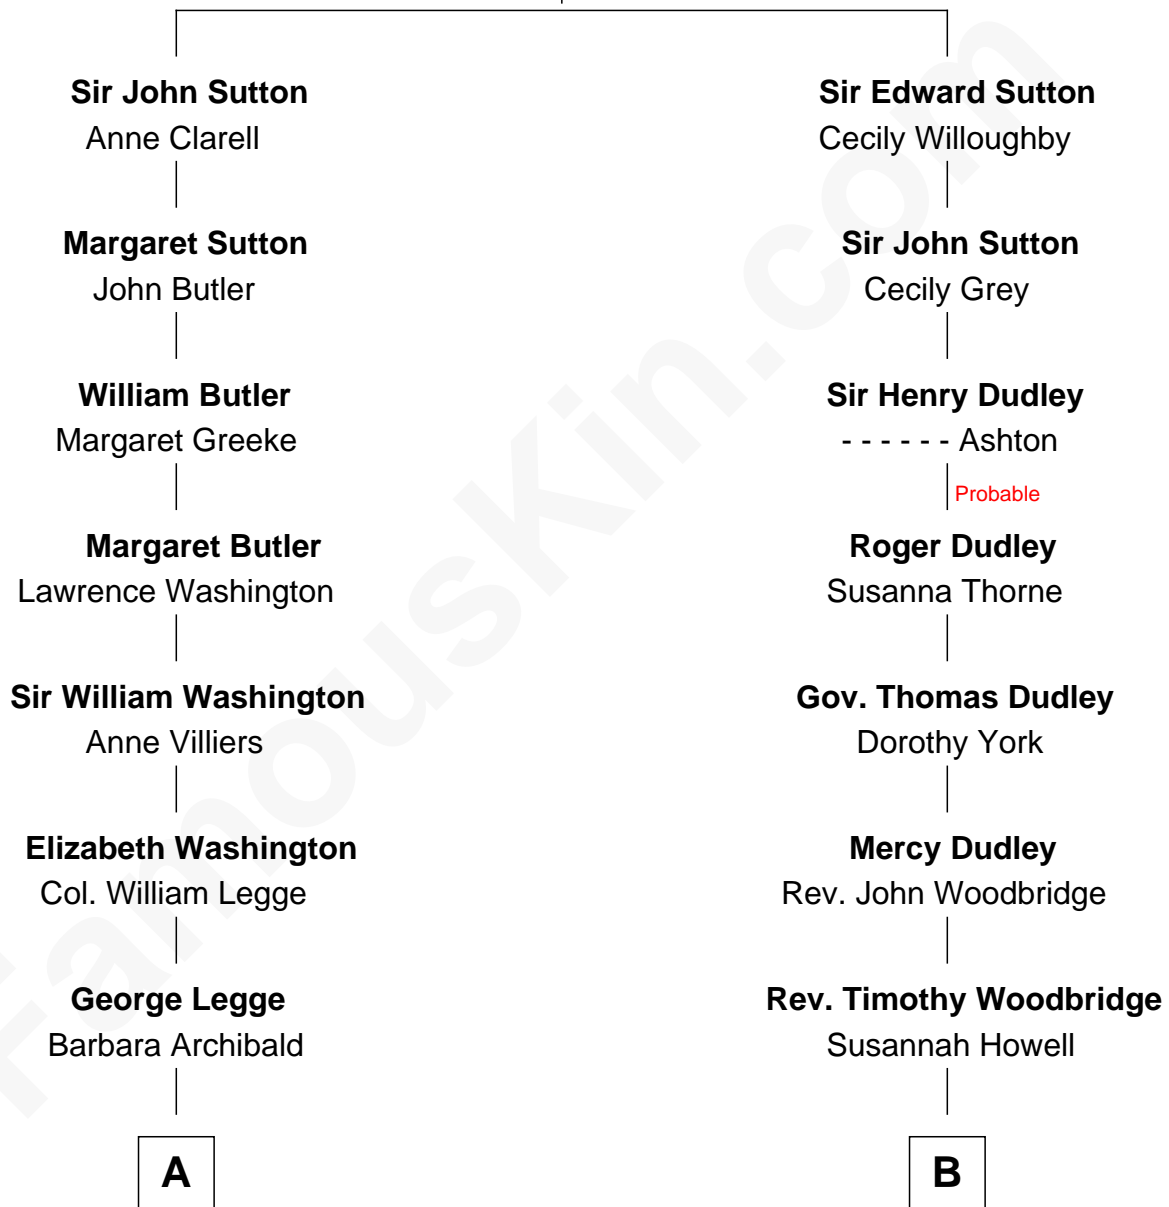 Sir John Sutton
Anne Clarell
Margaret Sutton
John Butler
William Butler
Margaret Greeke
Margaret Butler
Lawrence Washington
Sir William Washington
Anne Villiers
Elizabeth Washington
Col. William Legge
George Legge
Barbara Archibald
A
Sir Edward Sutton
Cecily Willoughby
Sir John Sutton
Cecily Grey
Sir Henry Dudley
- - - - - - Ashton
Probable
Roger Dudley
Susanna Thorne
Gov. Thomas Dudley
Dorothy York
Mercy Dudley
Rev. John Woodbridge
Rev. Timothy Woodbridge
Susannah Howell
B
FamousKin.com